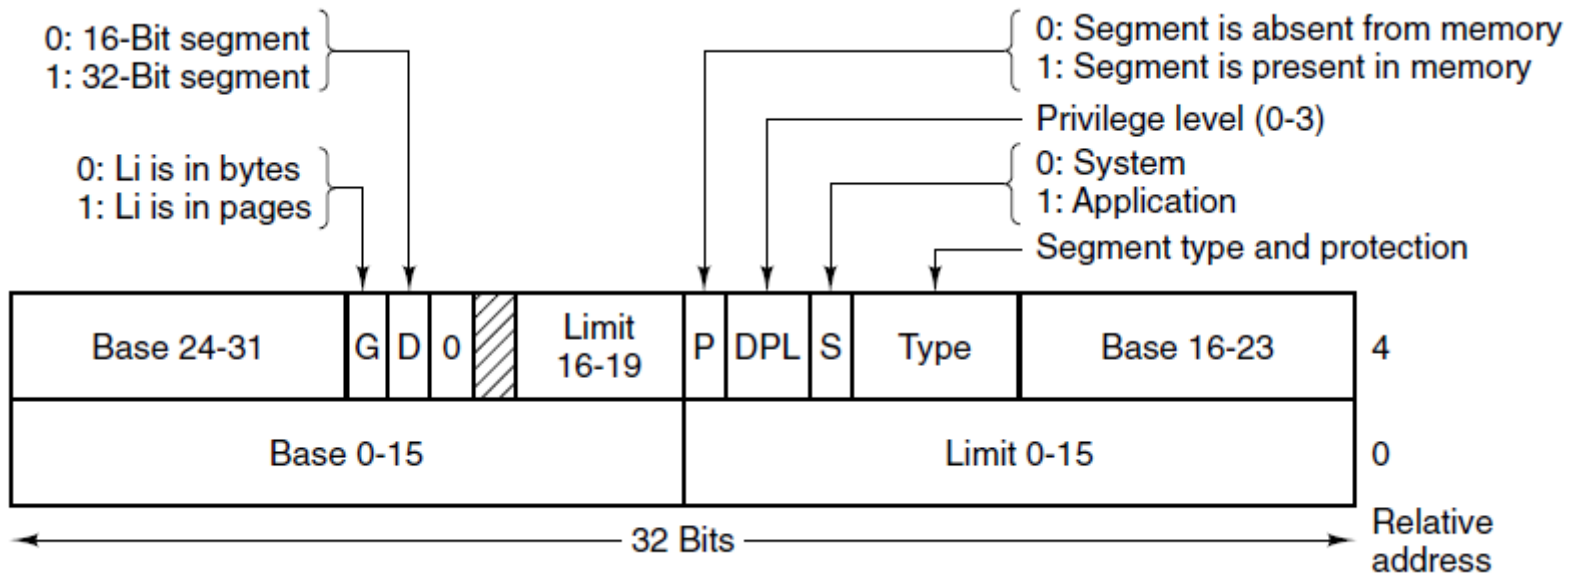 0: 16-Bit segment
1: 32-Bit segment
0: Segment is absent from memory
1: Segment is present in memory
Privilege level (0-3)
0: Li is in bytes
1: Li is in pages
0: System
1: Application
Segment type and protection
Base 24-31
G
D
0
Limit
16-19
P
DPL
S
Type
Base 16-23
4
Base 0-15
Limit 0-15
0
32 Bits
Relative
address